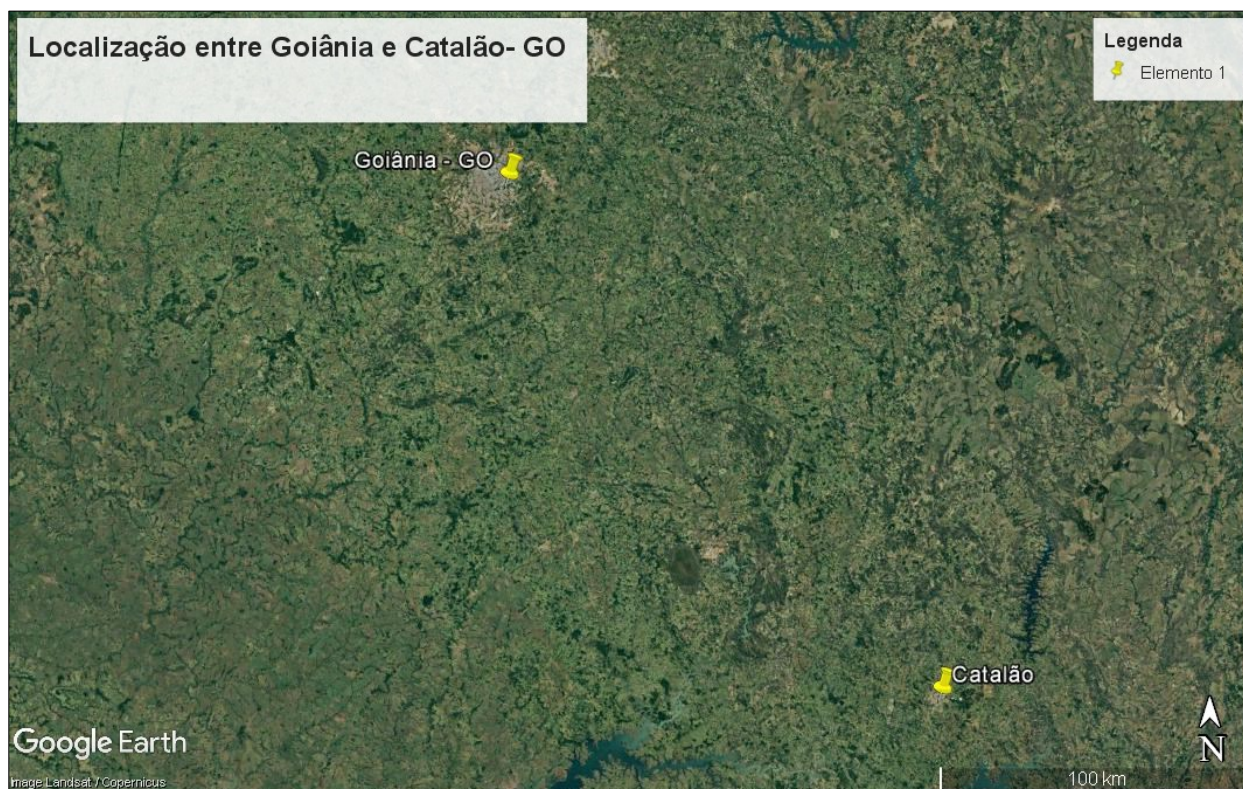 Localização entre Goiânia e Catalão- GO
Legenda
Elemento 1
Goiânia - GO
Catalão
Google Earth
N
Image Landsat / Copernicus
100 km